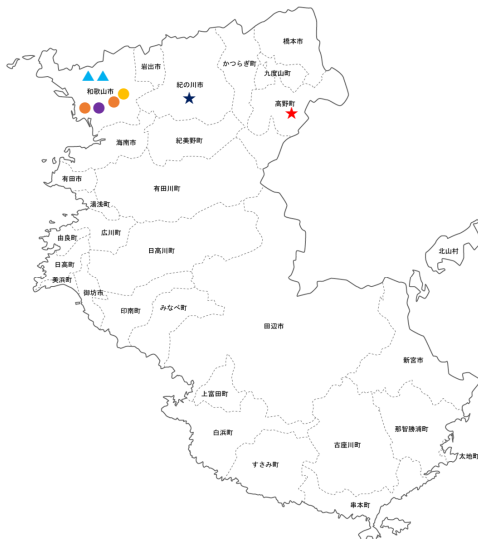 橋本市
岩出市
かつらぎ町
九度山町
紀の川市
和歌山市
高野町
海南市
紀美野町
有田市
有田川町
湯浅町
広川町
由良町
日高川町
北山村
日高町
美浜町
御坊市
印南町
みなべ町
田辺市
新宮市
上富田町
白浜町
那智勝浦町
古座川町
太地町
すさみ町
串本町